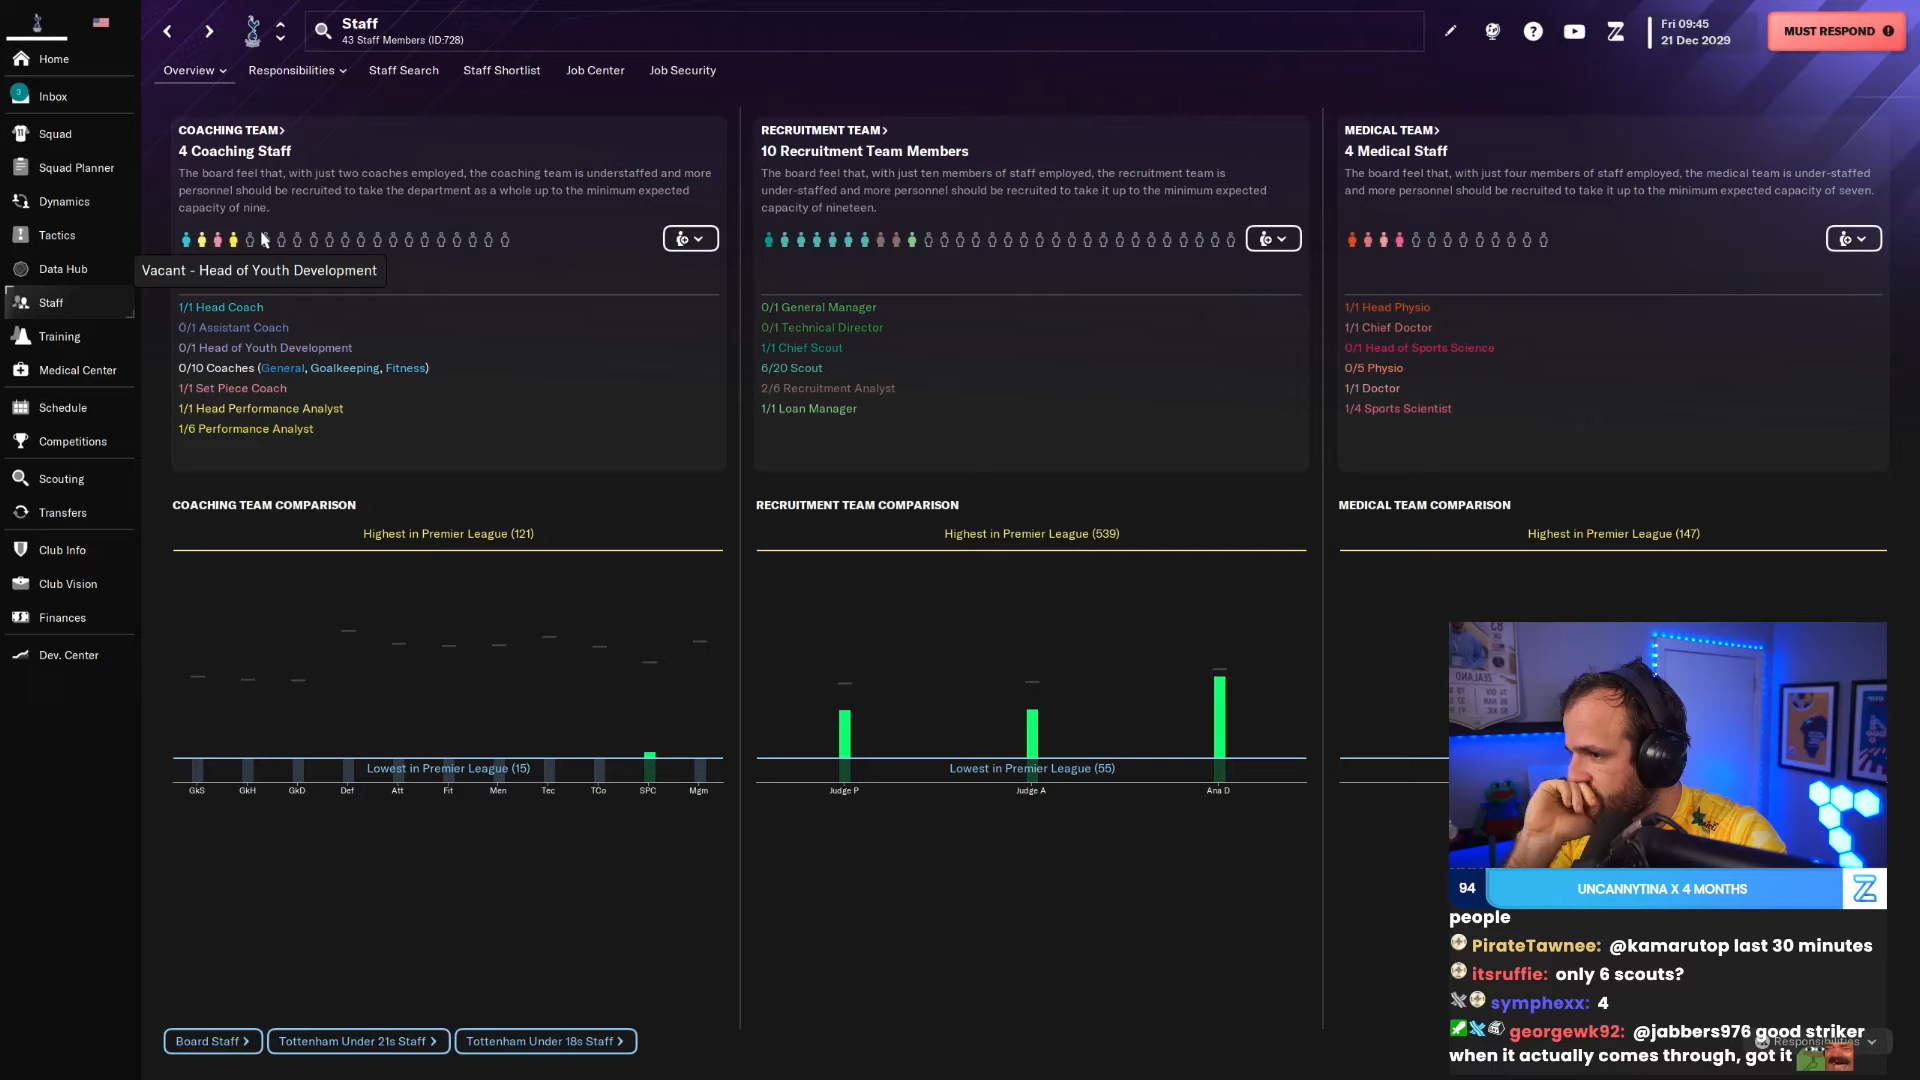 Staff
43 Staff Members (ID:728)
Fri 09:45
21 Dec 2029
MUST RESPOND
Home
3
Inbox
Squad
Squad Planner
Dynamics
Tactics
Data Hub
Staff
Training
Medical Center
Schedule
Competitions
Scouting
Transfers
Club Info
Club Vision
Finances
Dev. Center
Overview
Responsibilities
Staff Search
Staff Shortlist
Job Center
Job Security
COACHING TEAM>
4 Coaching Staff
The board feel that, with just two coaches employed, the coaching team is understaffed and more
personnel should be recruited to take the department as a whole up to the minimum expected
capacity of nine.
Vacant - Head of Youth Development
1/1 Head Coach
0/1 Assistant Coach
0/1 Head of Youth Development
0/10 Coaches (General, Goalkeeping, Fitness)
1/1 Set Piece Coach
1/1 Head Performance Analyst
1/6 Performance Analyst
RECRUITMENT TEAM>
10 Recruitment Team Members
The board feel that, with just ten members of staff employed, the recruitment team is
under-staffed and more personnel should be recruited to take it up to the minimum expected
capacity of nineteen.
0/1 General Manager
0/1 Technical Director
1/1 Chief Scout
6/20 Scout
2/6 Recruitment Analyst
1/1 Loan Manager
MEDICAL TEAM>
4 Medical Staff
The board feel that, with just four members of staff employed, the medical team is under-staffed
and more personnel should be recruited to take it up to the minimum expected capacity of seven.
1/1 Head Physio
1/1 Chief Doctor
0/1 Head of Sports Science
0/5 Physio
1/1 Doctor
1/4 Sports Scientist
COACHING TEAM COMPARISON
Highest in Premier League (121)
Lowest in Premier League (15)
GkS GkH GkD Def Att Fit Men Tec TCo SPC Mgm
RECRUITMENT TEAM COMPARISON
Highest in Premier League (539)
Lowest in Premier League (55)
Judge P Judge A Ana D
MEDICAL TEAM COMPARISON
Highest in Premier League (147)
94
UNCANNYTINA X 4 MONTHS
people
PirateTawnee: @kamarutop last 30 minutes
itsruffie: only 6 scouts?
symphexx: 4
georgewk92: @jabbers976 good striker
when it actually comes through, got it
Responsibilities
Board Staff >
Tottenham Under 21s Staff >
Tottenham Under 18s Staff >